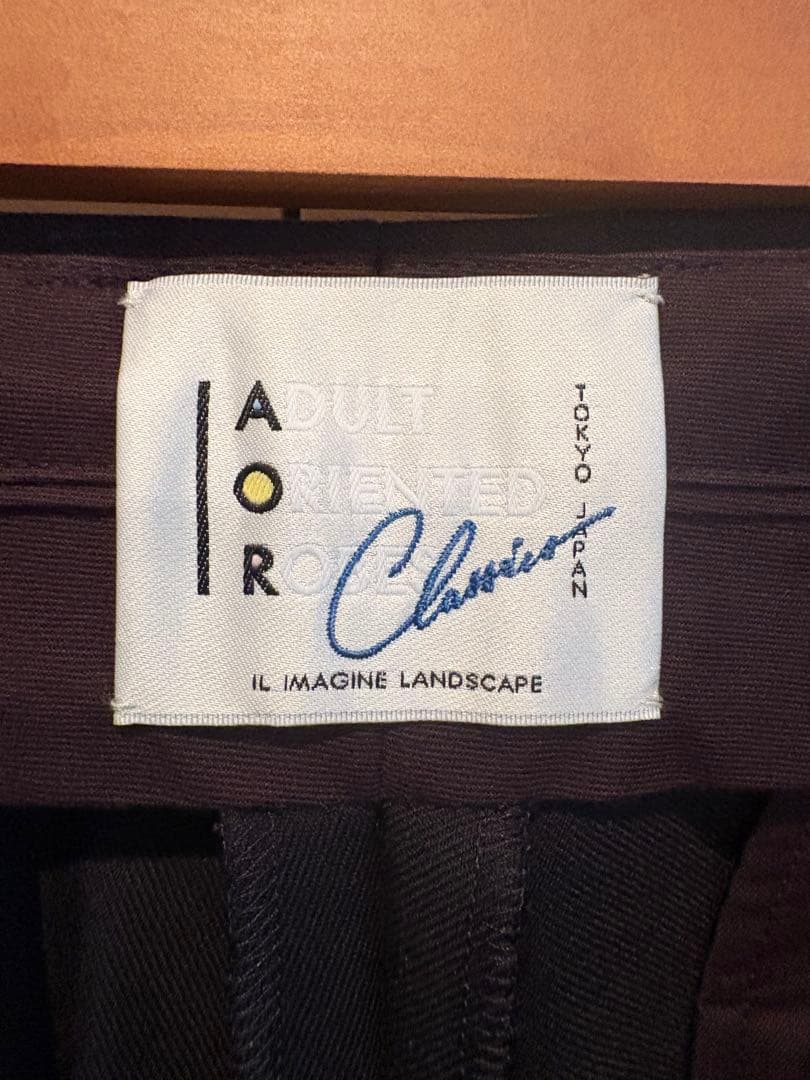 ADULT
ORIENTED
ROBES
Classics
TOKYO JAPAN
IL IMAGINE LANDSCAPE